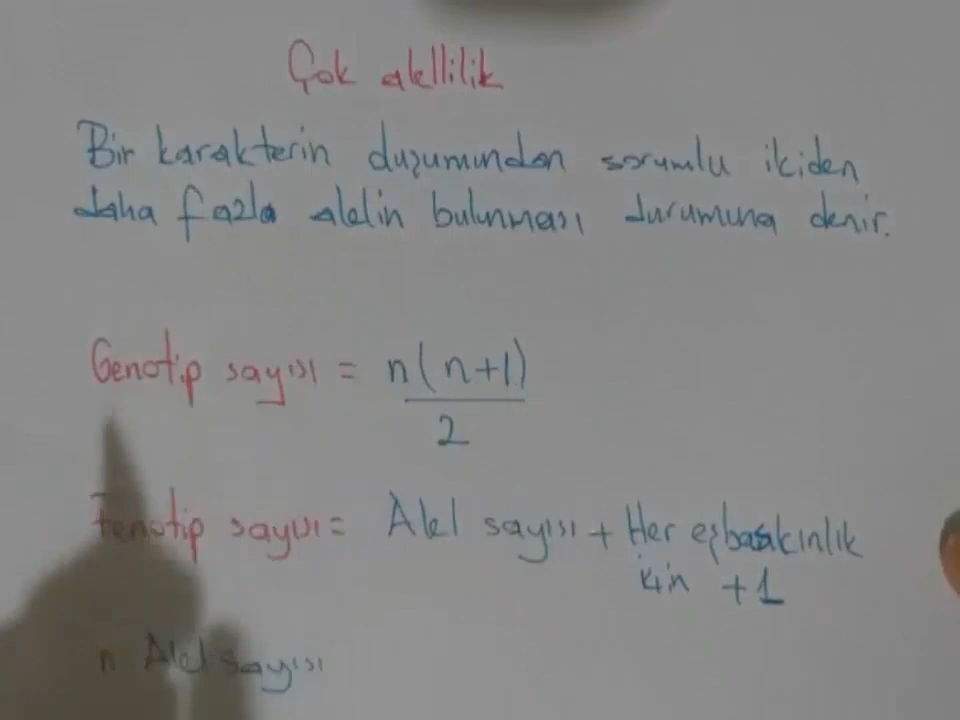 Çok alellilik
Bir karakterin duzumundan sorumlu ikiden
daha fazla alelin bulunması durumuna denir.
Genotip sayısı = n(n+1)
2
Fenotip sayısı = Alel sayısı + Her eşbaskınlık
için +1
n Alel sayısı